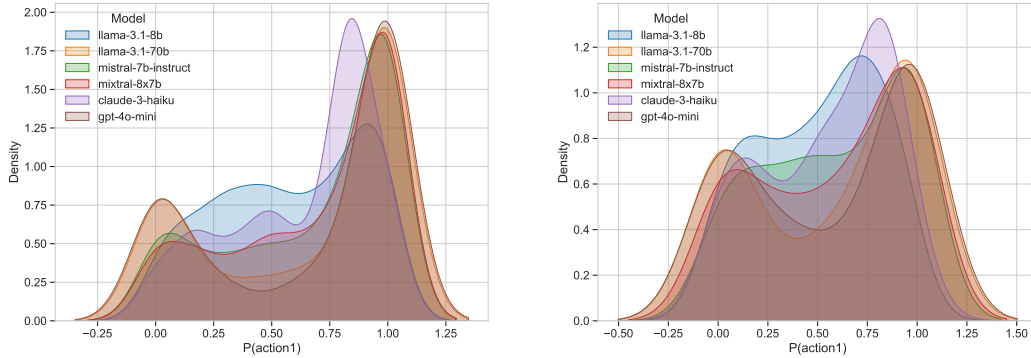 Model
llama-3.1-8b
llama-3.1-70b
mistral-7b-instruct
mixtral-8x7b
claude-3-haiku
gpt-4o-mini
2.00
1.75
1.50
1.25
1.00
0.75
0.50
0.25
0.00
Density
−0.25 0.00 0.25 0.50 0.75 1.00 1.25
P(action1)
Model
llama-3.1-8b
llama-3.1-70b
mistral-7b-instruct
mixtral-8x7b
claude-3-haiku
gpt-4o-mini
1.2
1.0
0.8
0.6
0.4
0.2
0.0
Density
−0.50 −0.25 0.00 0.25 0.50 0.75 1.00 1.25 1.50
P(action1)